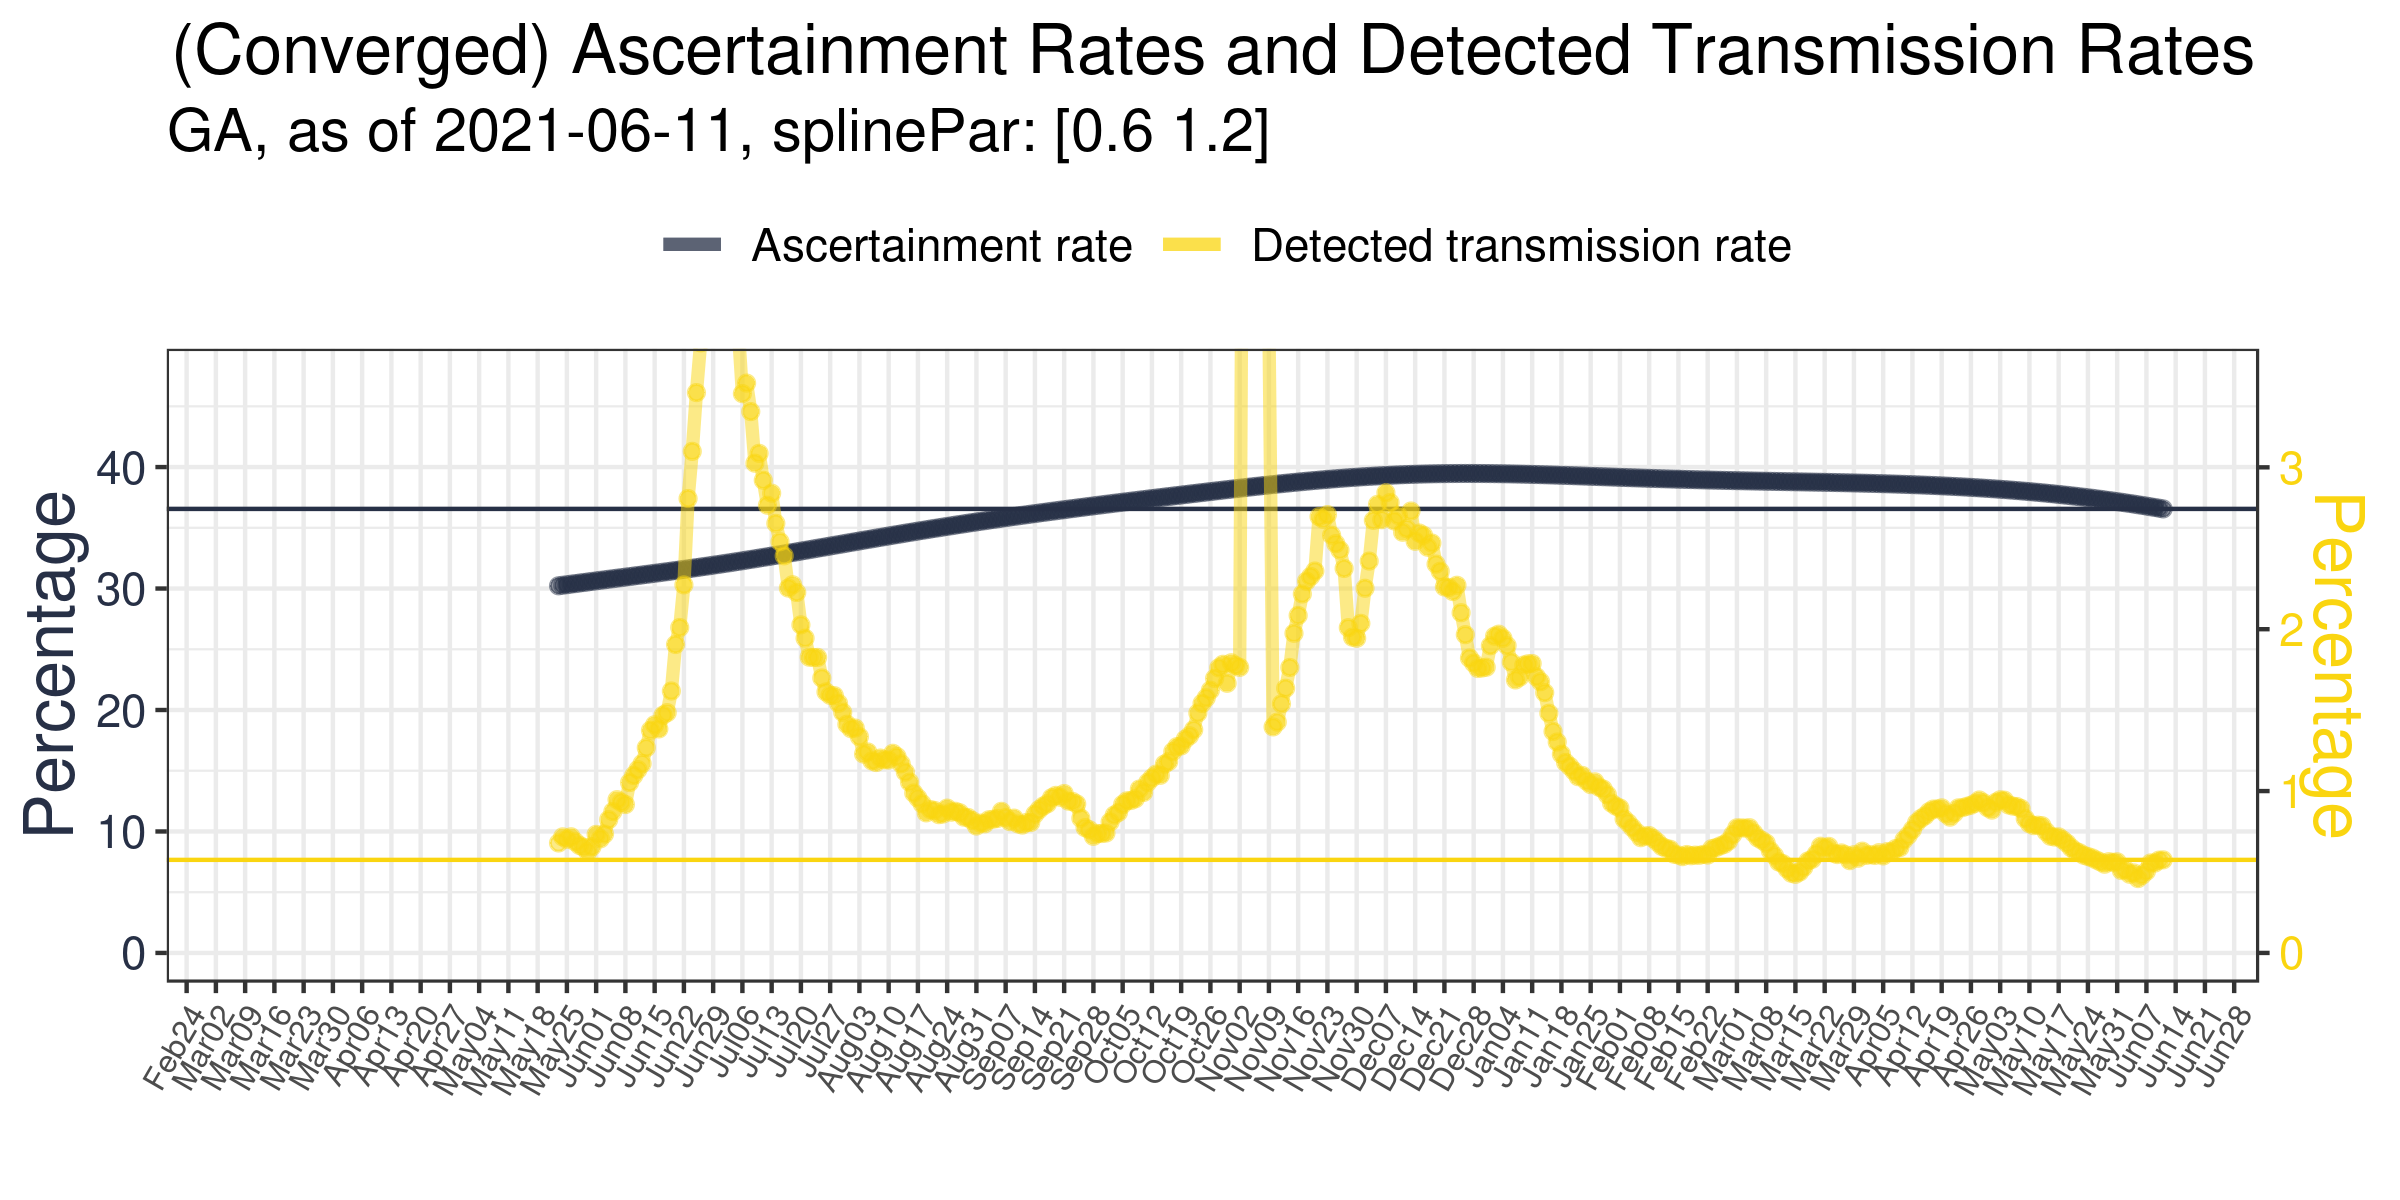 (Converged) Ascertainment Rates and Detected Transmission Rates
GA, as of 2021-06-11, splinePar: [0.6 1.2]
Ascertainment rate Detected transmission rate
Percentage
40
30
20
10
0
3
2
1
0
Percentage
Feb24 Mar02 Mar09 Mar16 Mar23 Mar30 Apr06 Apr13 Apr20 Apr27 May04 May11 May18 May25 Jun01 Jun08 Jun15 Jun22 Jun29 Jul06 Jul13 Jul20 Jul27 Aug03 Aug10 Aug17 Aug24 Aug31 Sep07 Sep14 Sep21 Sep28 Oct05 Oct12 Oct19 Oct26 Nov02 Nov09 Nov16 Nov23 Nov30 Dec07 Dec14 Dec21 Dec28 Jan04 Jan11 Jan18 Jan25 Feb01 Feb08 Feb15 Feb22 Mar01 Mar08 Mar15 Mar22 Mar29 Apr05 Apr12 Apr19 Apr26 May03 May10 May17 May24 May31 Jun07 Jun14 Jun21 Jun28